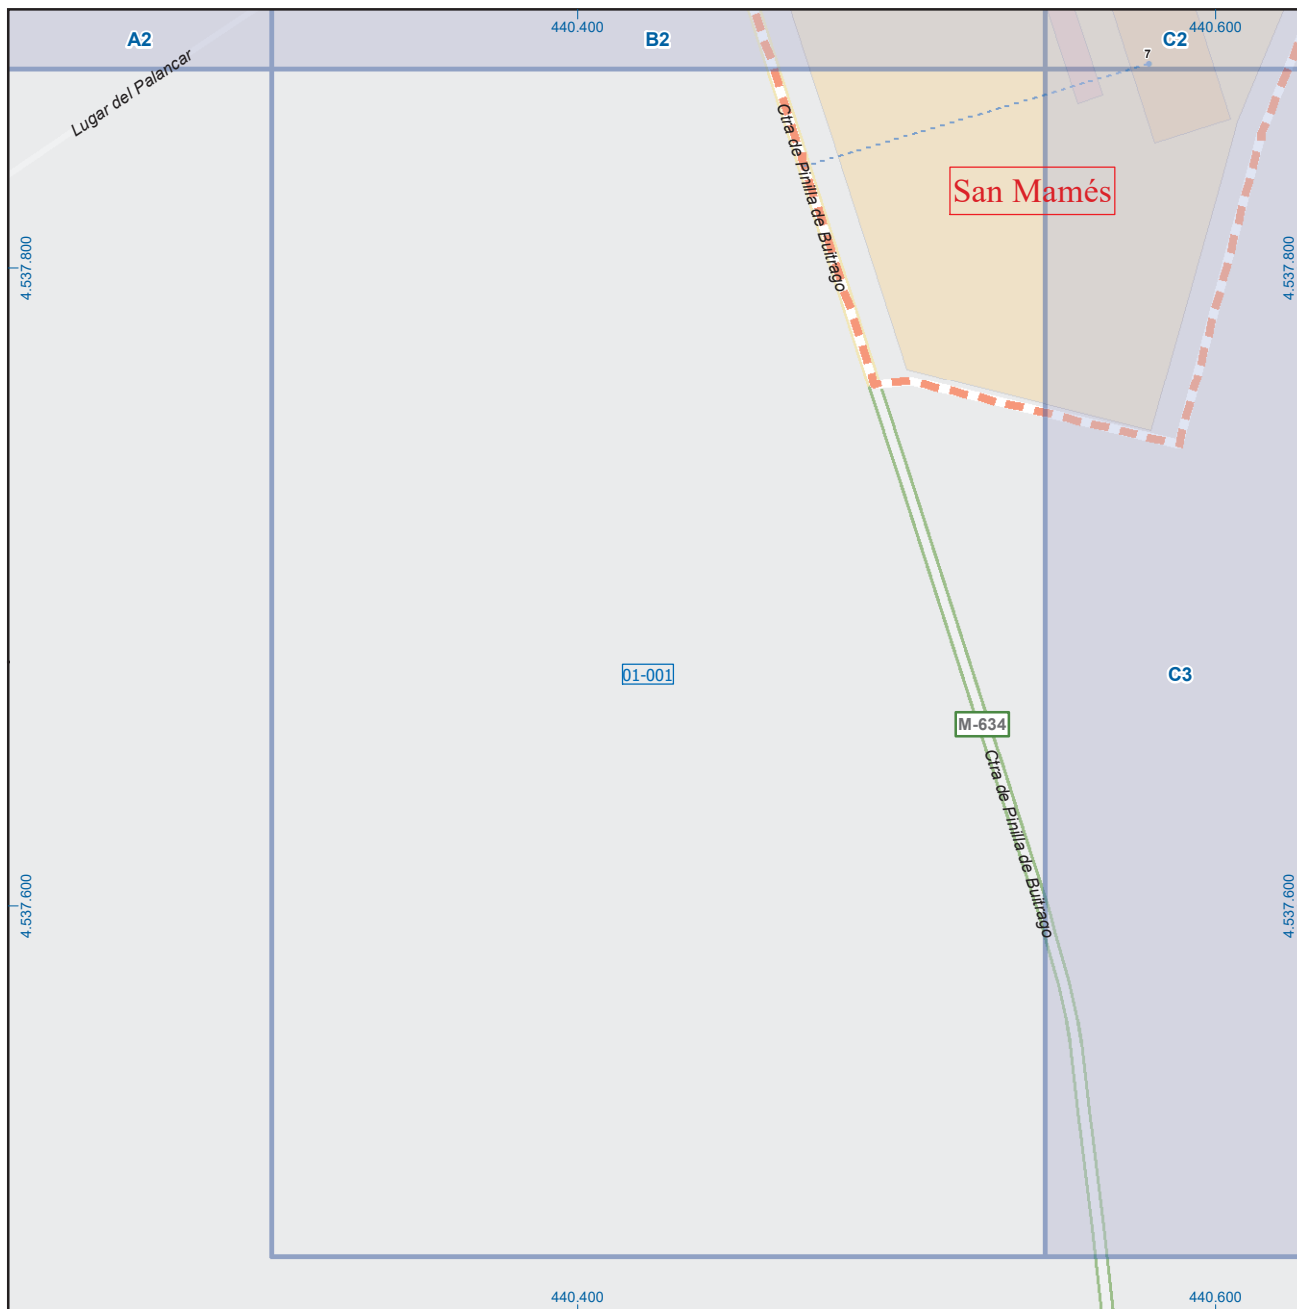 440.400
440.600
A2
B2
C2
7
Lugar del Palancar
Ctra de Pinilla de Buitrago
San Mamés
4.537.800
4.537.800
01-001
C3
M-634
Ctra de Pinilla de Buitrago
4.537.600
4.537.600
440.400
440.600